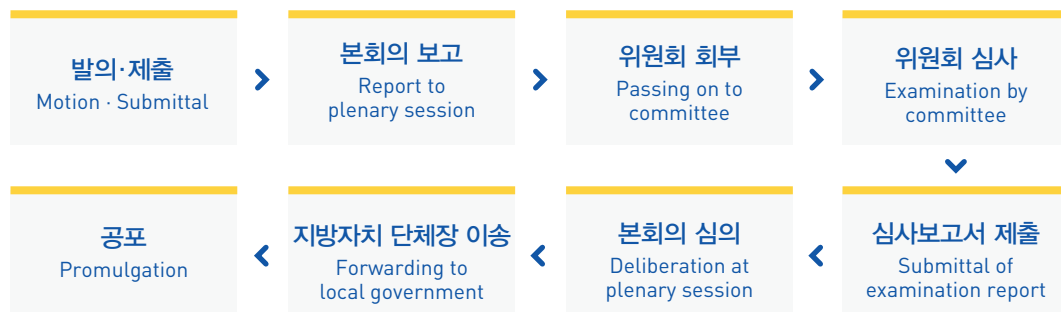 발의·제출
Motion · Submittal
본회의 보고
Report to
plenary session
위원회 회부
Passing on to
committee
위원회 심사
Examination by
committee
심사보고서 제출
Submittal of
examination report
본회의 심의
Deliberation at
plenary session
지방자치 단체장 이송
Forwarding to
local government
공포
Promulgation